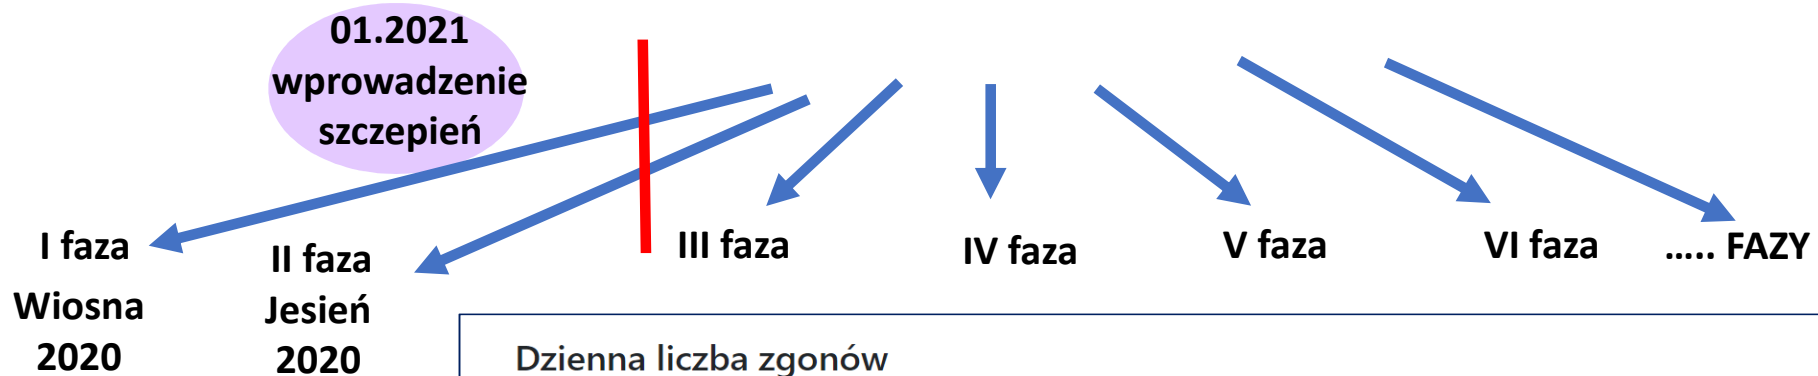 01.2021
wprowadzenie
szczepień
I faza
Wiosna
2020
II faza
Jesień
2020
III faza
IV faza
V faza
VI faza
..... FAZY
Dzienna liczba zgonów